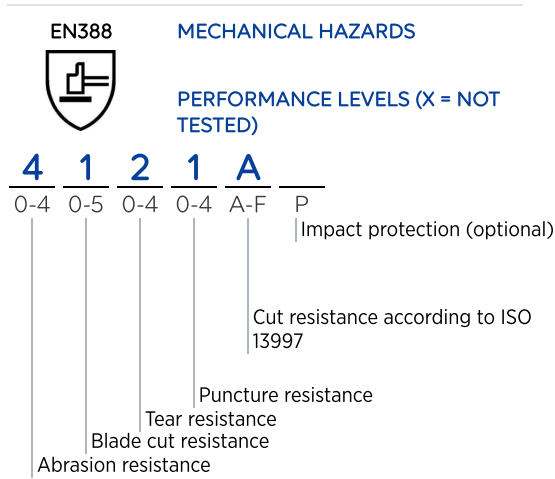 EN388
MECHANICAL HAZARDS
PERFORMANCE LEVELS (X = NOT
TESTED)
4 1 2 1 A
0-4 0-5 0-4 0-4 A-F P
Impact protection (optional)
Cut resistance according to ISO
13997
Puncture resistance
Tear resistance
Blade cut resistance
Abrasion resistance